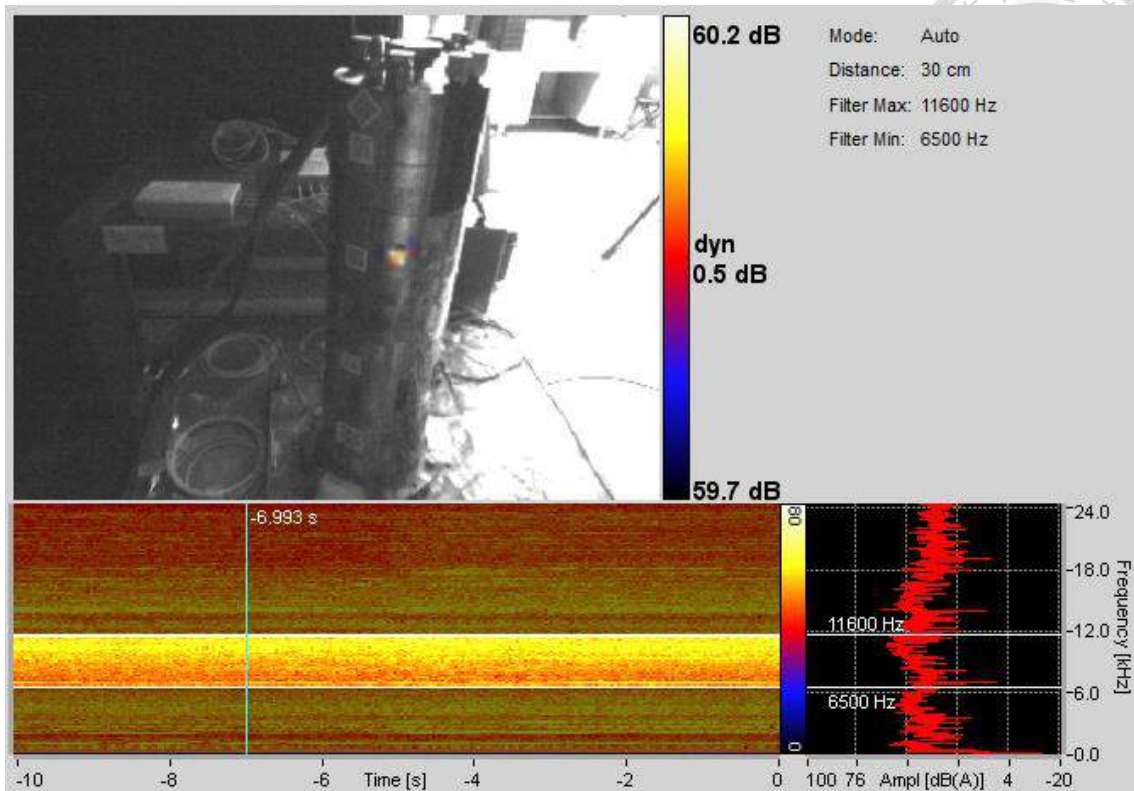 60.2 dB
dyn
0.5 dB
59.7 dB
Mode: Auto
Distance: 30 cm
Filter Max: 11600 Hz
Filter Min: 6500 Hz
-6.993 s
80
0
11600 Hz
6500 Hz
24.0
18.0
12.0
6.0
0.0
Frequency [kHz]
-10 -8 -6 -4 -2 0
Time [s]
100 76 Ampl [dB(A)] 4 -20